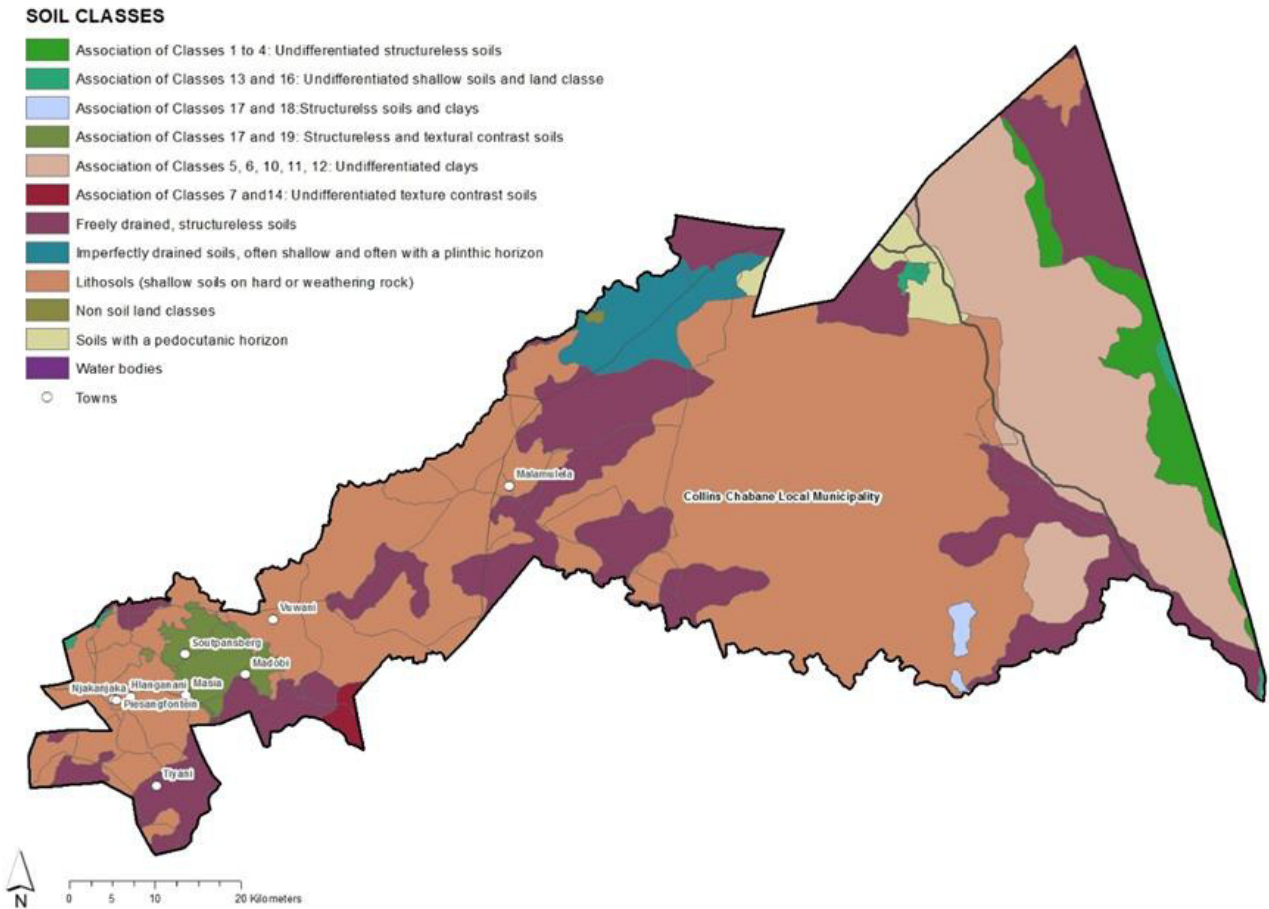 SOIL CLASSES
Association of Classes 1 to 4: Undifferentiated structureless soils
Association of Classes 13 and 16: Undifferentiated shallow soils and land classe
Association of Classes 17 and 18:Structurelss soils and clays
Association of Classes 17 and 19: Structureless and textural contrast soils
Association of Classes 5, 6, 10, 11, 12: Undifferentiated clays
Association of Classes 7 and14: Undifferentiated texture contrast soils
Freely drained, structureless soils
Imperfectly drained soils, often shallow and often with a plinthic horizon
Lithosols (shallow soils on hard or weathering rock)
Non soil land classes
Soils with a pedocutanic horizon
Water bodies
Towns
Malamulela
Collins Chabane Local Municipality
Vuwani
Soutpansberg
Madobi
Njakanjaka
Hlanganani
Masia
Piesangfontein
Tiyani
N
0 5 10 20 Kilometers